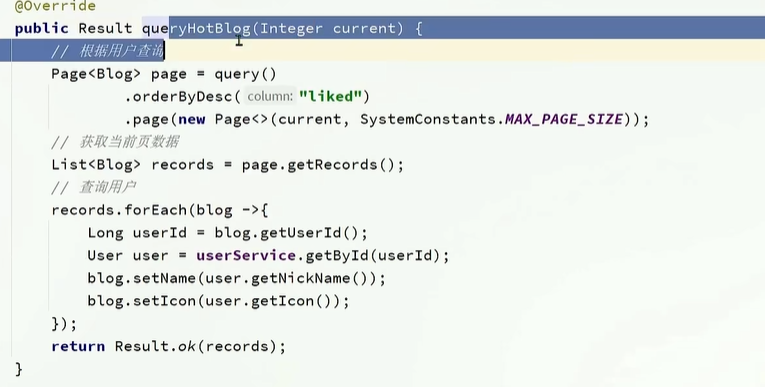 @Override
public Result queryHotBlog(Integer current) {
// 根据用户查询
Page<Blog> page = query()
.orderByDesc( column: "liked")
.page(new Page<>(current, SystemConstants.MAX_PAGE_SIZE));
// 获取当前页数据
List<Blog> records = page.getRecords();
// 查询用户
records.forEach(blog ->{
Long userId = blog.getUserId();
User user = userService.getById(userId);
blog.setName(user.getNickName());
blog.setIcon(user.getIcon());
});
return Result.ok(records);
}